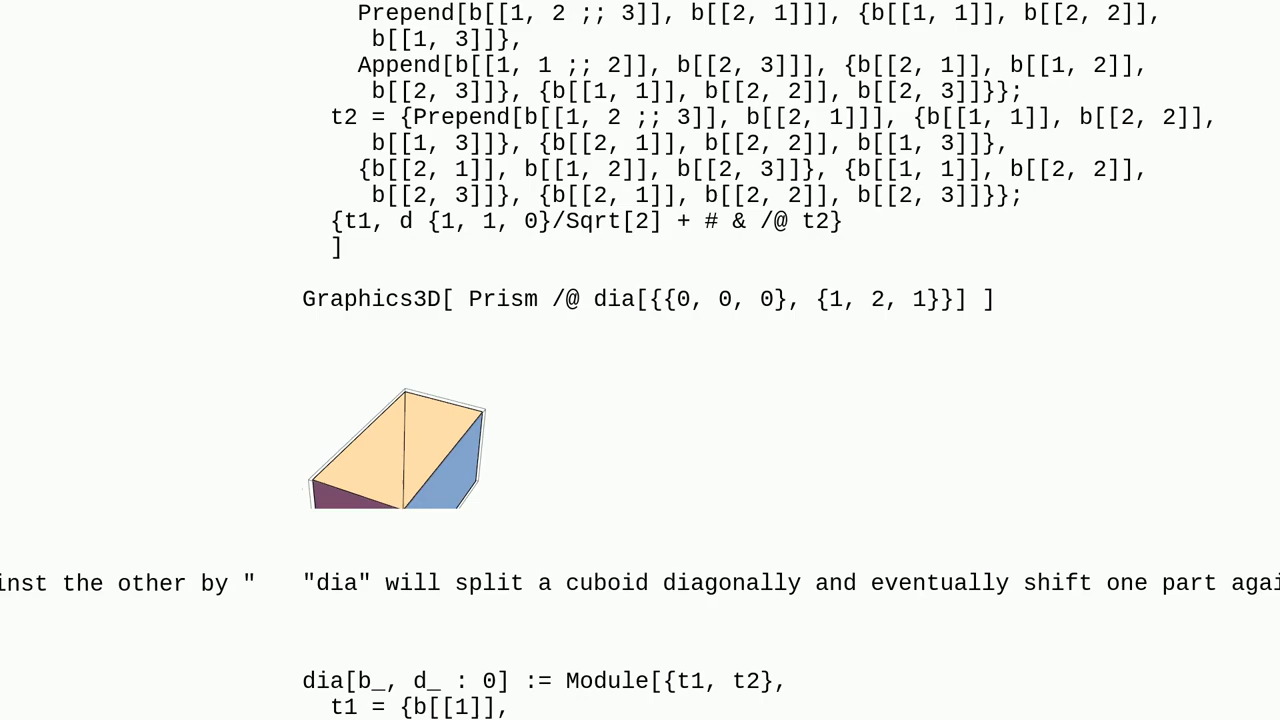 Prepend[b[[1, 2 ;; 3]], b[[2, 1]]], {b[[1, 1]], b[[2, 2]],
b[[1, 3]]},
Append[b[[1, 1 ;; 2]], b[[2, 3]]], {b[[2, 1]], b[[1, 2]],
b[[2, 3]]}, {b[[1, 1]], b[[2, 2]], b[[2, 3]]}};
t2 = {Prepend[b[[1, 2 ;; 3]], b[[2, 1]]], {b[[1, 1]], b[[2, 2]],
b[[1, 3]]}, {b[[2, 1]], b[[2, 2]], b[[1, 3]]},
{b[[2, 1]], b[[1, 2]], b[[2, 3]]}, {b[[1, 1]], b[[2, 2]],
b[[2, 3]]}, {b[[2, 1]], b[[2, 2]], b[[2, 3]]}};
{t1, d {1, 1, 0}/Sqrt[2] + # & /@ t2}
]
Graphics3D[ Prism /@ dia[{{0, 0, 0}, {1, 2, 1}}] ]
inst the other by " "dia" will split a cuboid diagonally and eventually shift one part agai
dia[b_, d_ : 0] := Module[{t1, t2},
t1 = {b[[1]],